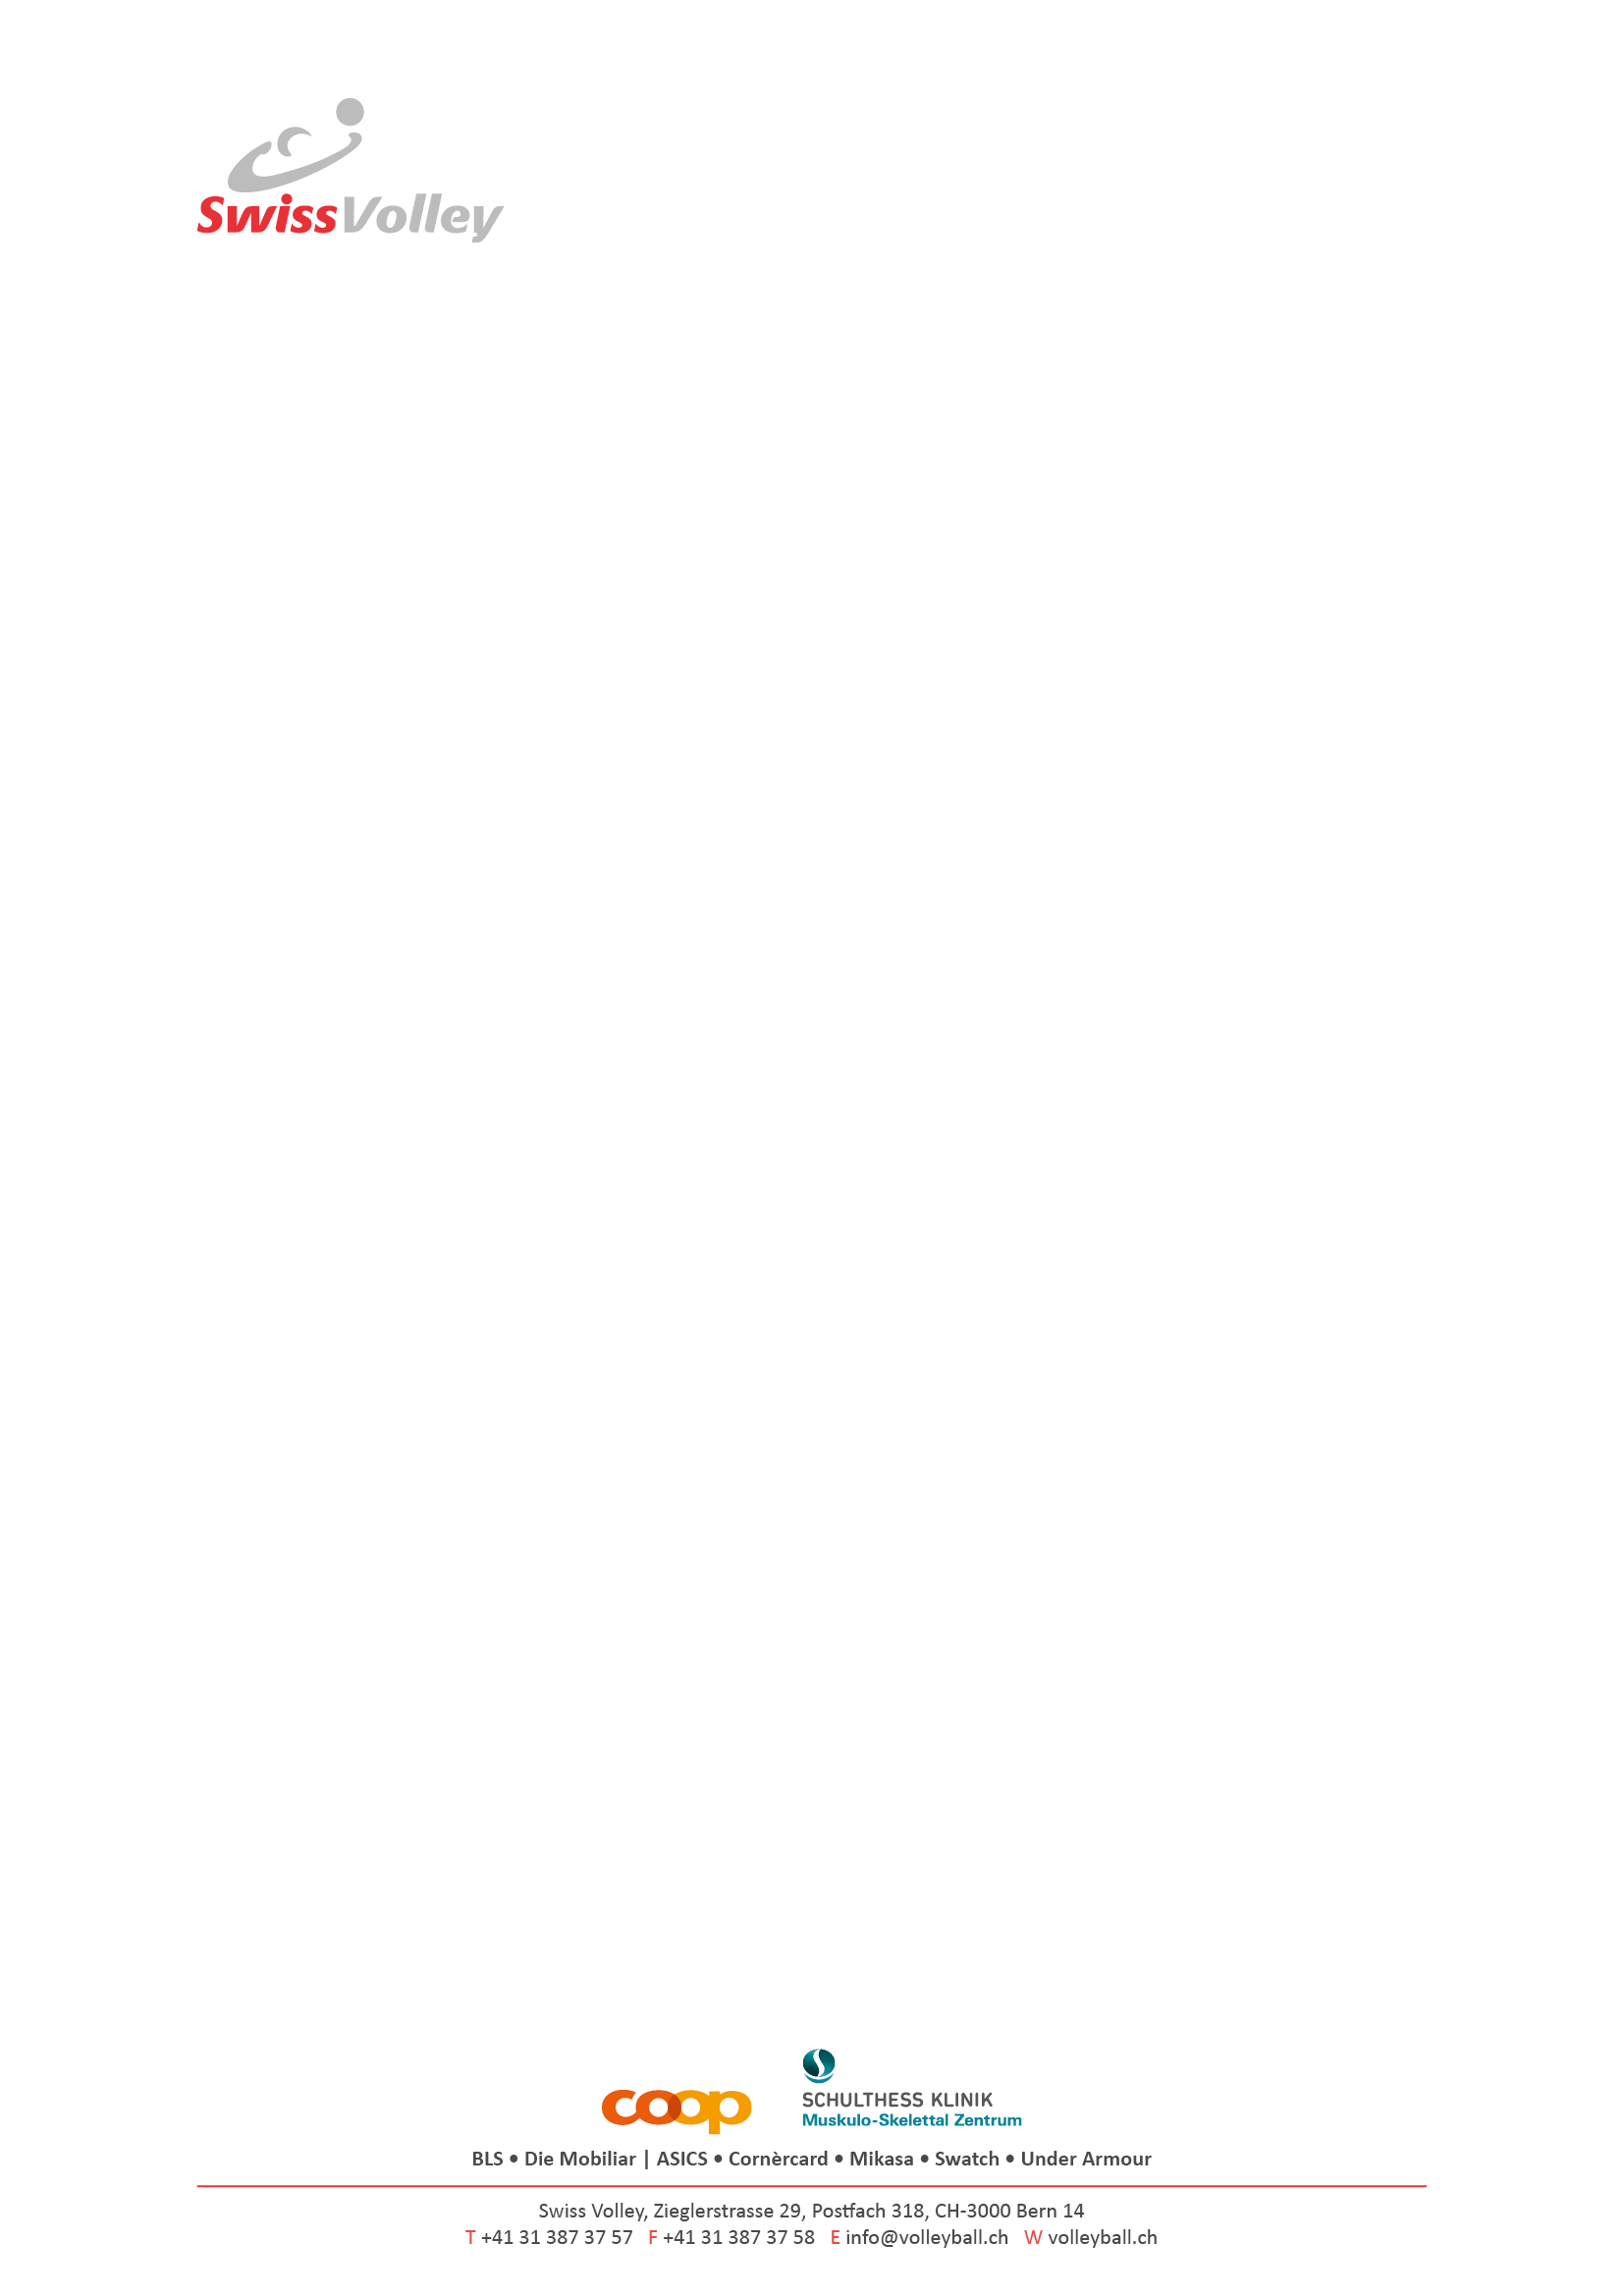 SwissVolley
coop
SCHULTHESS KLINIK
Muskulo-Skelettal Zentrum
BLS • Die Mobiliar | ASICS • Cornèrcard • Mikasa • Swatch • Under Armour
Swiss Volley, Zieglerstrasse 29, Postfach 318, CH-3000 Bern 14
T +41 31 387 37 57 F +41 31 387 37 58 E info@volleyball.ch W volleyball.ch